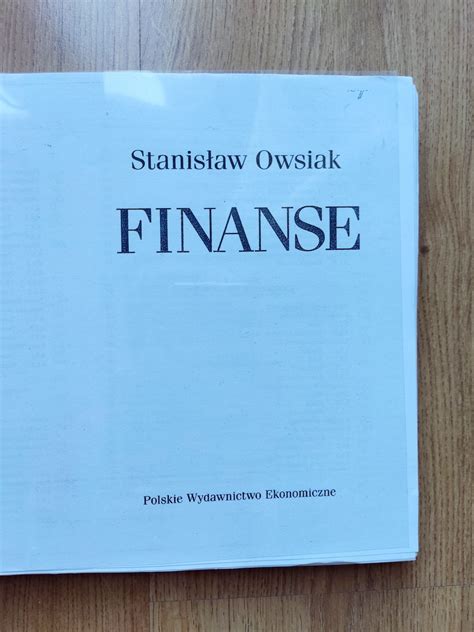 Stanisław Owsiak
FINANSE
Polskie Wydawnictwo Ekonomiczne